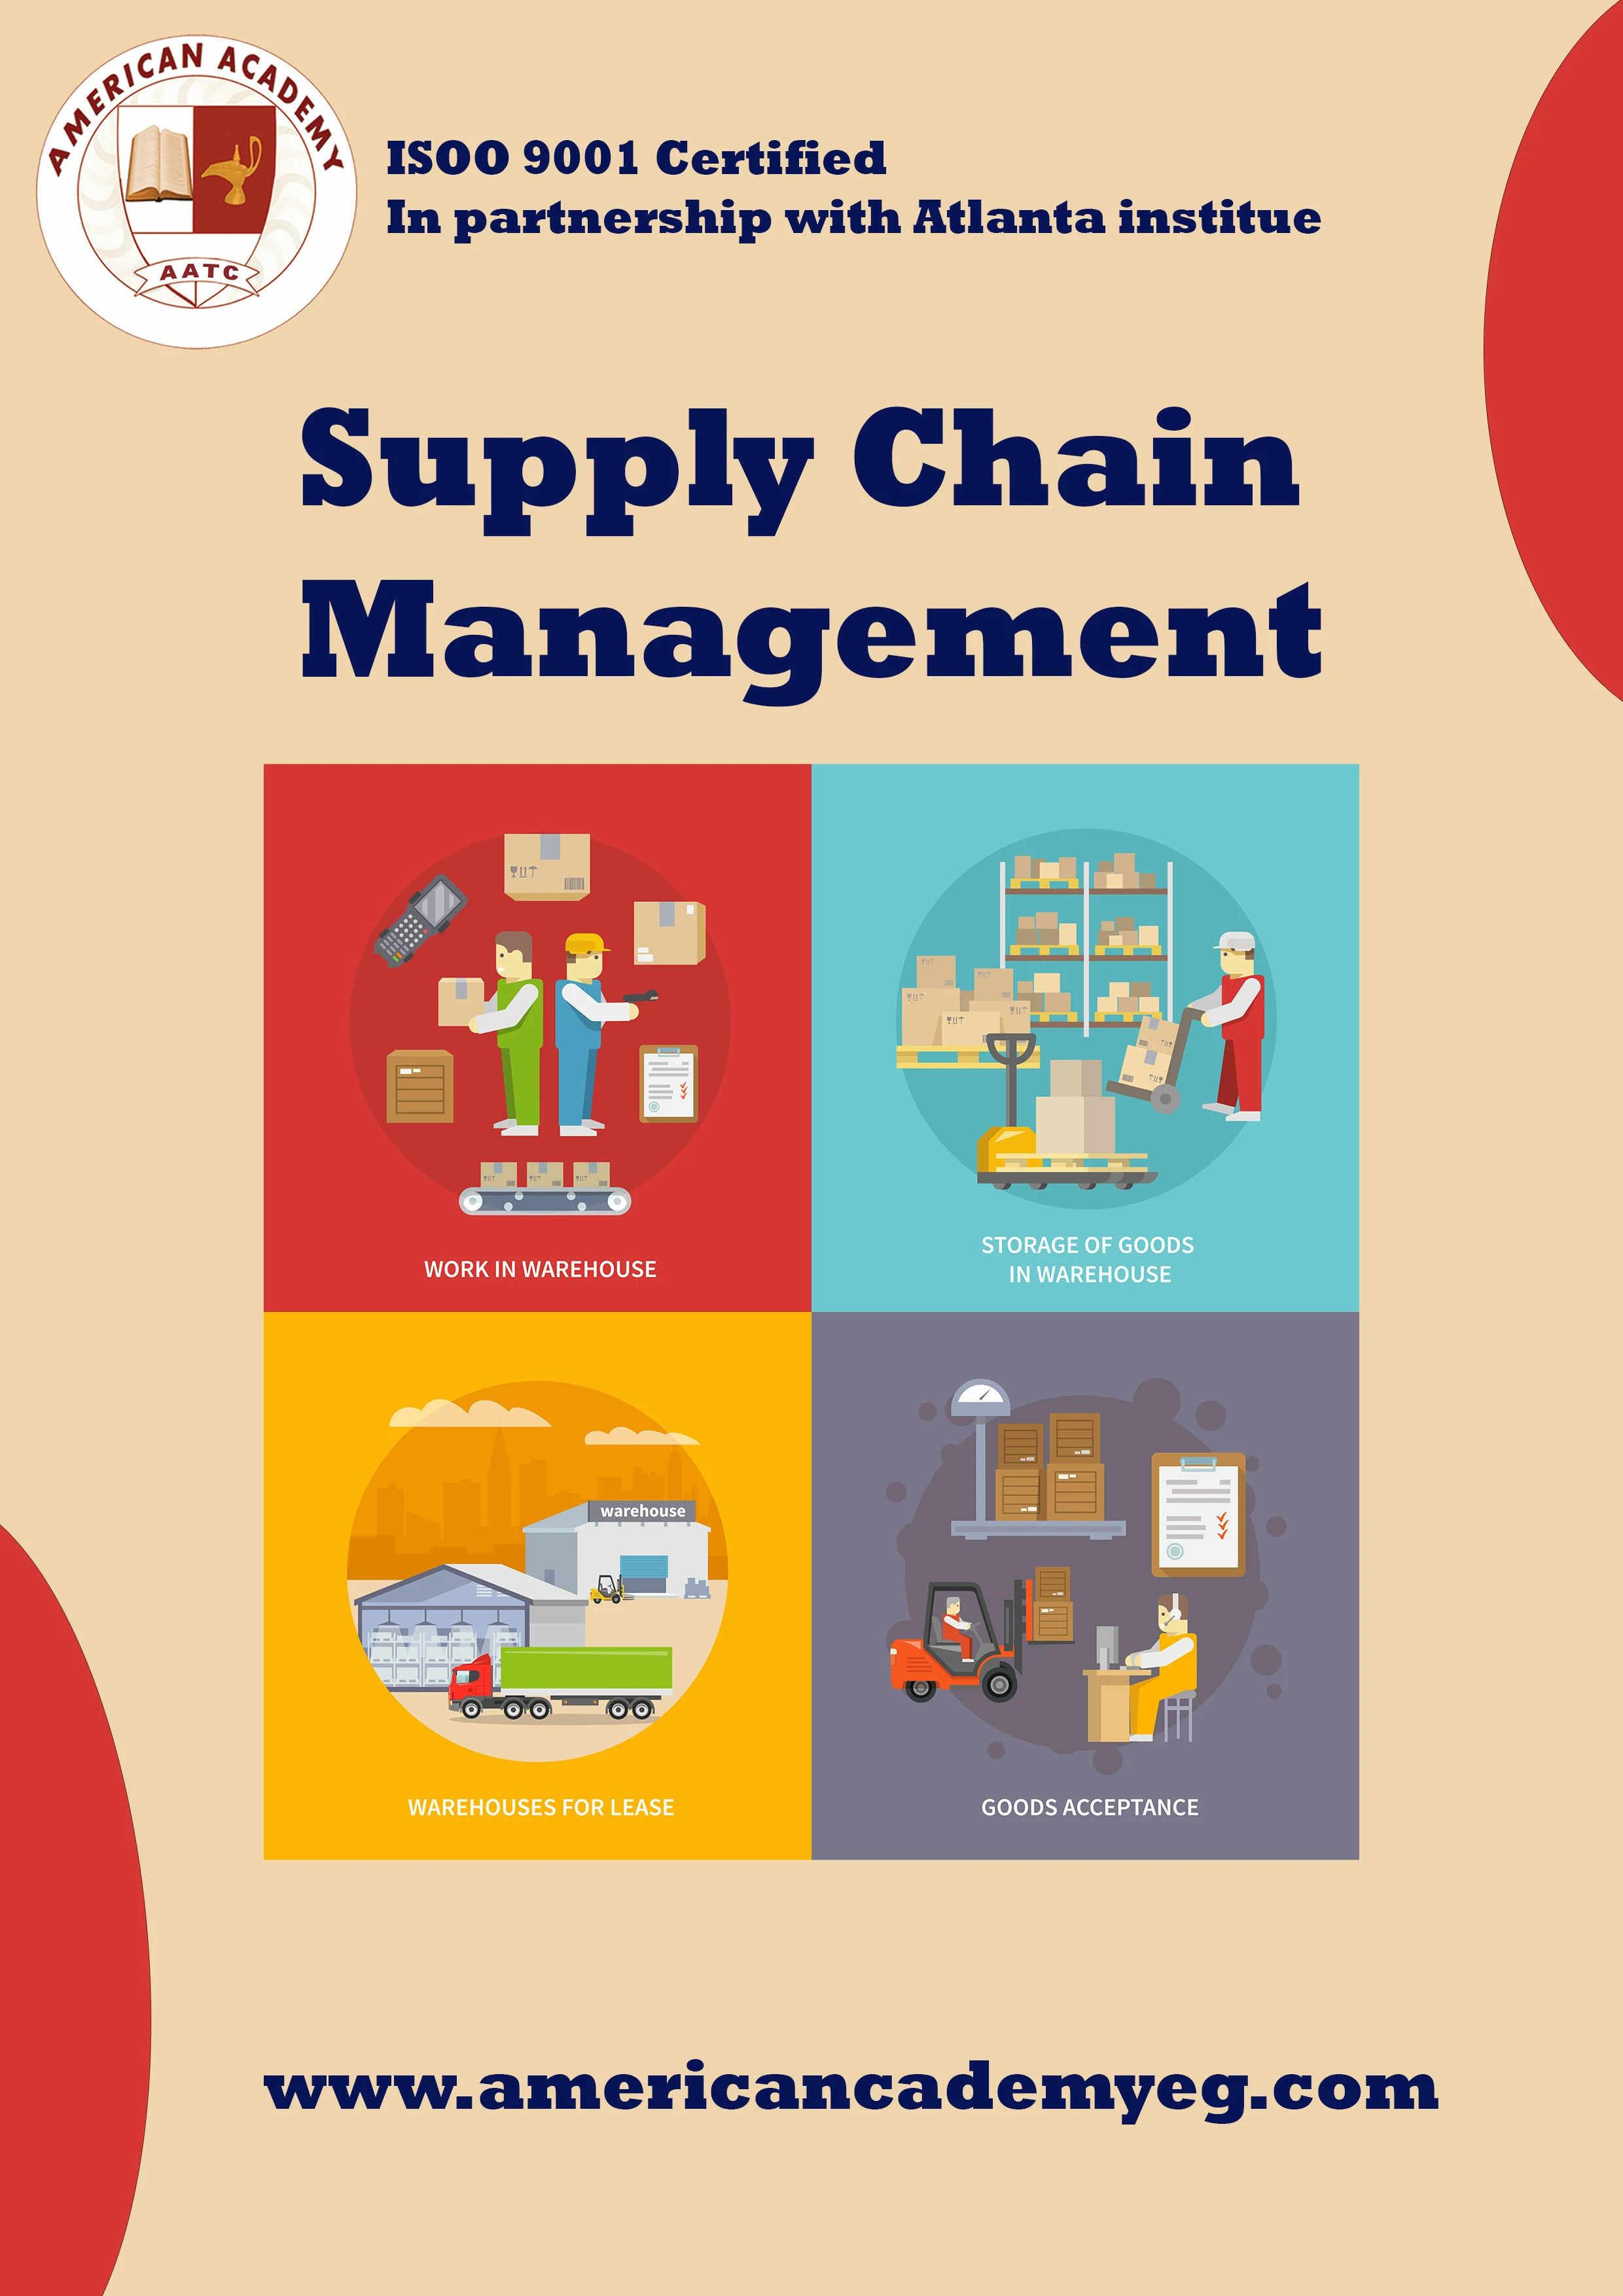 AMERICAN ACADEMY
AATC
ISOO 9001 Certified
In partnership with Atlanta institue
Supply Chain
Management
WORK IN WAREHOUSE
STORAGE OF GOODS
IN WAREHOUSE
warehouse
WAREHOUSES FOR LEASE
GOODS ACCEPTANCE
www.americancademyeg.com